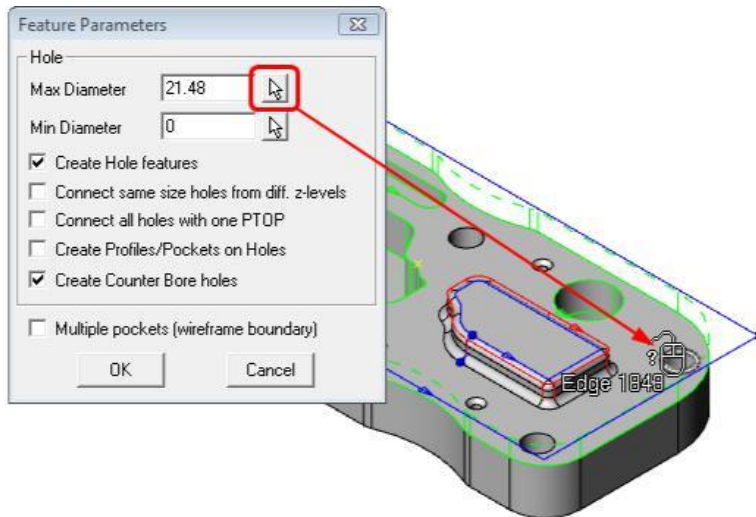 Feature Parameters
Hole
Max Diameter 21.48
Min Diameter 0
Create Hole features
Connect same size holes from diff. z-levels
Connect all holes with one PTOP
Create Profiles/Pockets on Holes
Create Counter Bore holes
Multiple pockets (wireframe boundary)
OK Cancel
?
Edge 1848